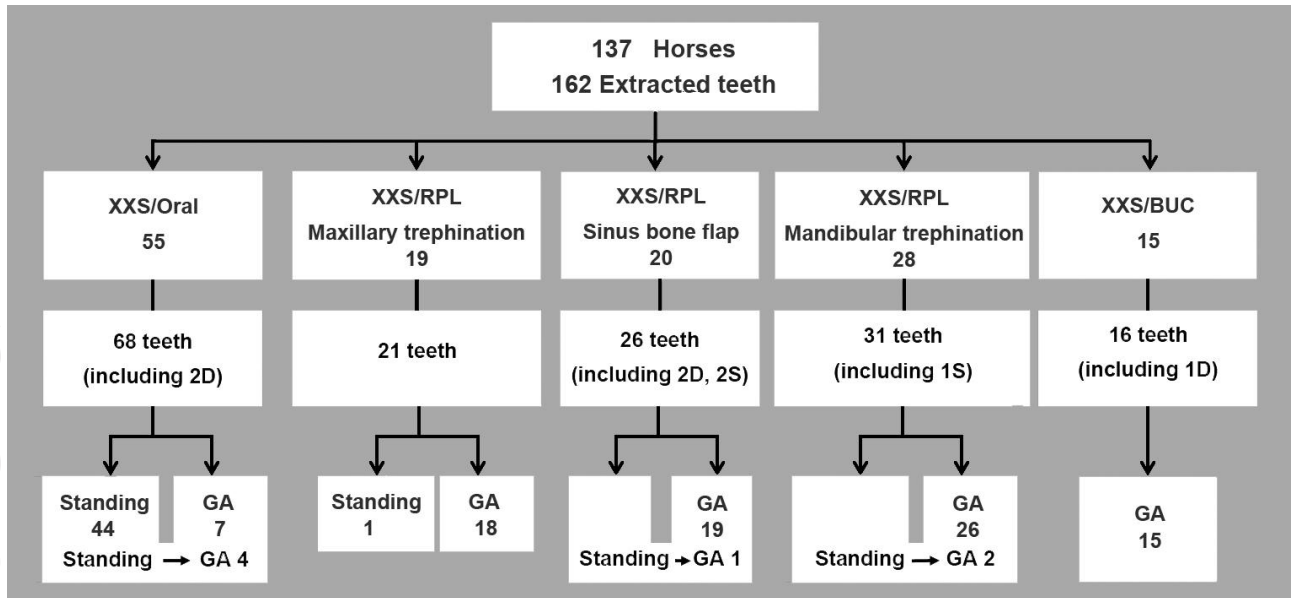 137 Horses
162 Extracted teeth
XXS/Oral
55
XXS/RPL
Maxillary trephination
19
XXS/RPL
Sinus bone flap
20
XXS/RPL
Mandibular trephination
28
XXS/BUC
15
68 teeth
(including 2D)
21 teeth
26 teeth
(including 2D, 2S)
31 teeth
(including 1S)
16 teeth
(including 1D)
Standing
44
GA
7
Standing → GA 4
Standing
1
GA
18
GA
19
Standing → GA 1
GA
26
Standing → GA 2
GA
15